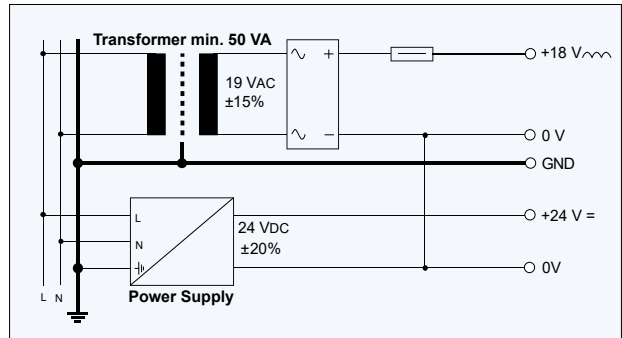 Transformer min. 50 VA
19 VAC
±15%
+
−
+18 V
0 V
GND
L
N
24 VDC
±20%
+24 V =
0V
L N
Power Supply